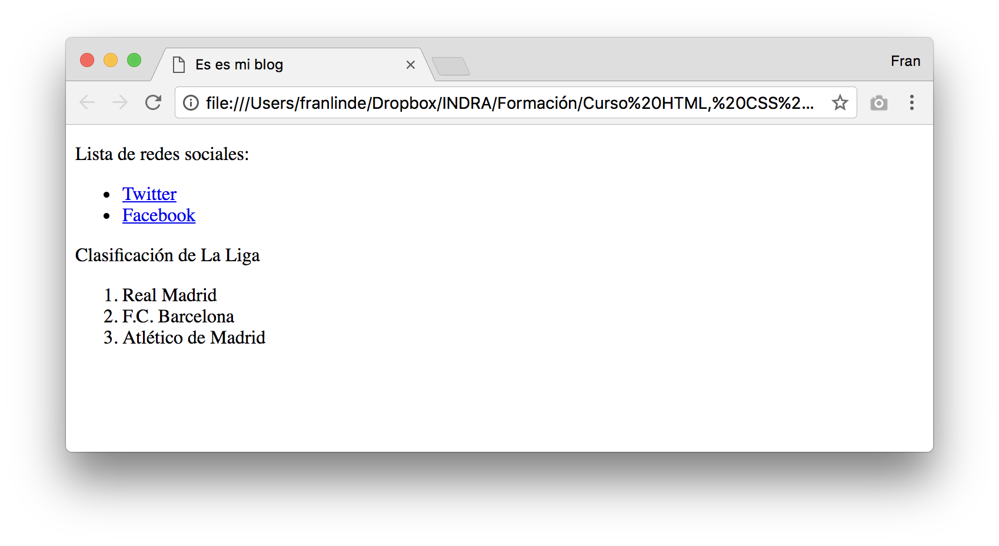 Es es mi blog
Fran
file:///Users/franlinde/Dropbox/INDRA/Formación/Curso%20HTML,%20CSS%2...
Lista de redes sociales:
• Twitter
• Facebook
Clasificación de La Liga
1. Real Madrid
2. F.C. Barcelona
3. Atlético de Madrid